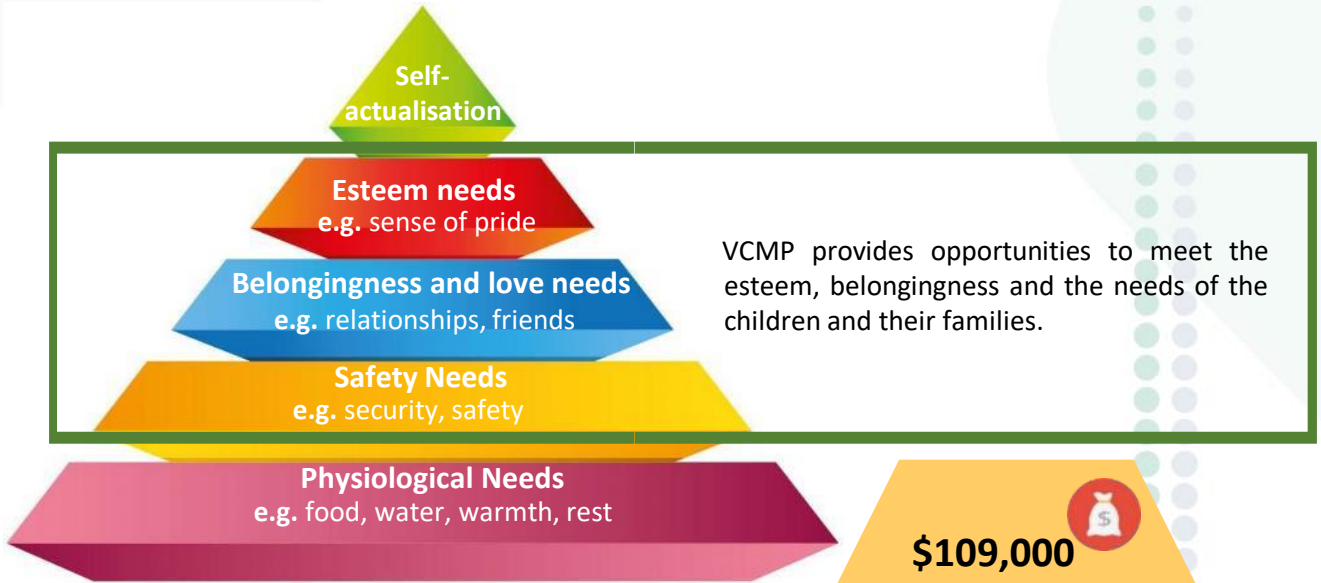 Self-
actualisation
Esteem needs
e.g. sense of pride
Belongingness and love needs
e.g. relationships, friends
VCMP provides opportunities to meet the
esteem, belongingness and the needs of the
children and their families.
Safety Needs
e.g. security, safety
Physiological Needs
e.g. food, water, warmth, rest
$
$109,000